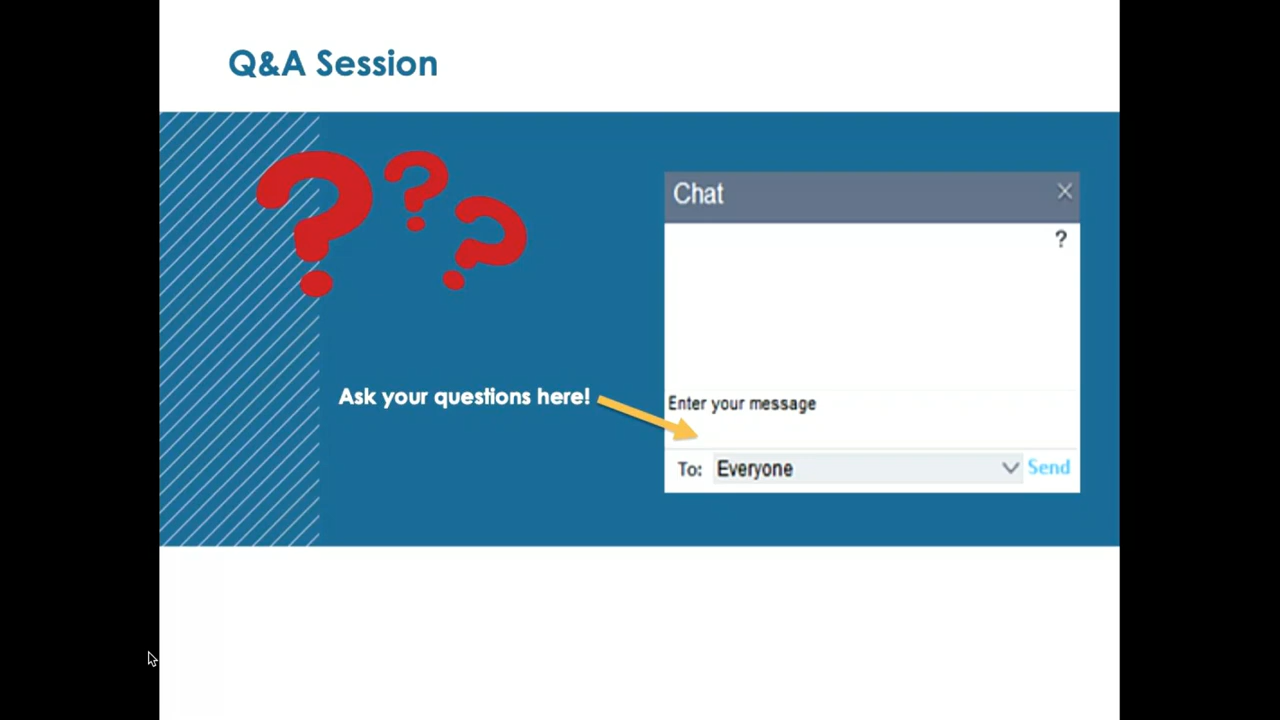 Q&A Session
Chat
?
Ask your questions here!
Enter your message
To: Everyone Send